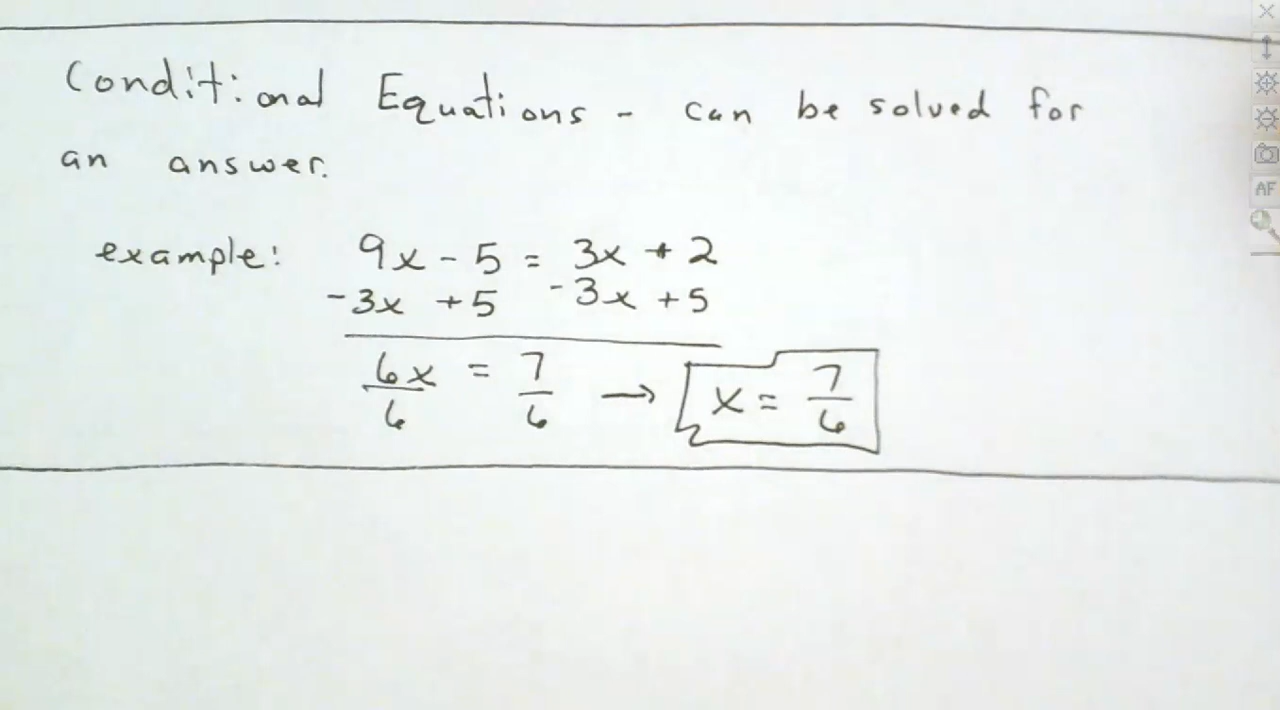 Conditional Equations - can be solved for
an answer.
example: 9x - 5 = 3x + 2
-3x +5 -3x +5
6x/6 = 7/6 → x = 7/6
AF